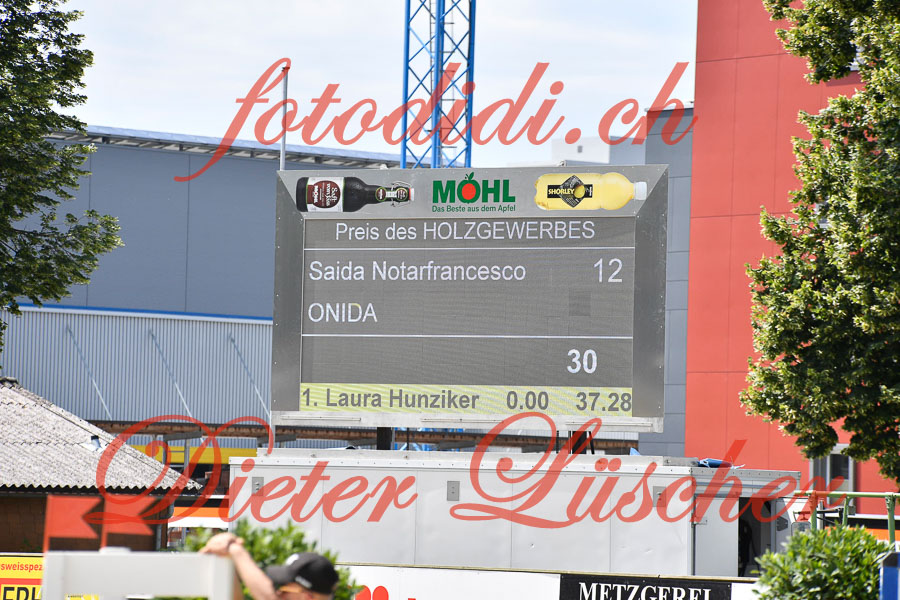 fotodidi.ch
MÖHL
Das Beste aus dem Apfel
SHORLEY
Preis des HOLZGEWERBES
Saida Notarfrancesco 12
ONIDA
30
1. Laura Hunziker 0.00 37.28
Dieter Lüscher
METZGEREI